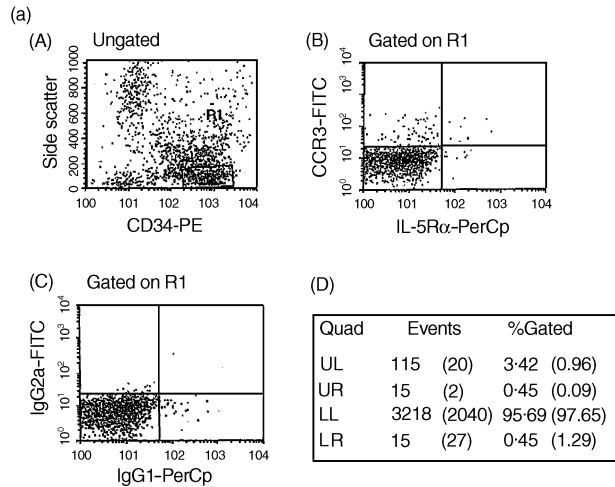 (a)
(A) Ungated
Side scatter
1000
800
600
400
200
0
R1
100 101 102 103 104
CD34-PE
(B) Gated on R1
CCR3-FITC
10⁴
10³
10²
10¹
10⁰
100 101 102 103 104
IL-5Rα-PerCp
(C) Gated on R1
IgG2a-FITC
10⁴
10³
10²
10¹
10⁰
100 101 102 103 104
IgG1-PerCp
(D)
Quad Events %Gated
UL 115 (20) 3·42 (0.96)
UR 15 (2) 0·45 (0.09)
LL 3218 (2040) 95·69 (97.65)
LR 15 (27) 0·45 (1.29)